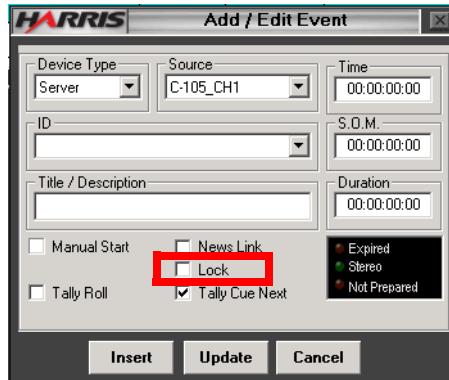 HARRIS Add / Edit Event
Device Type Source Time
Server C-105_CH1 00:00:00:00
ID S.O.M.
00:00:00:00
Title / Description Duration
00:00:00:00
Manual Start News Link Expired
Lock Stereo
Tally Roll Tally Cue Next Not Prepared
Insert Update Cancel